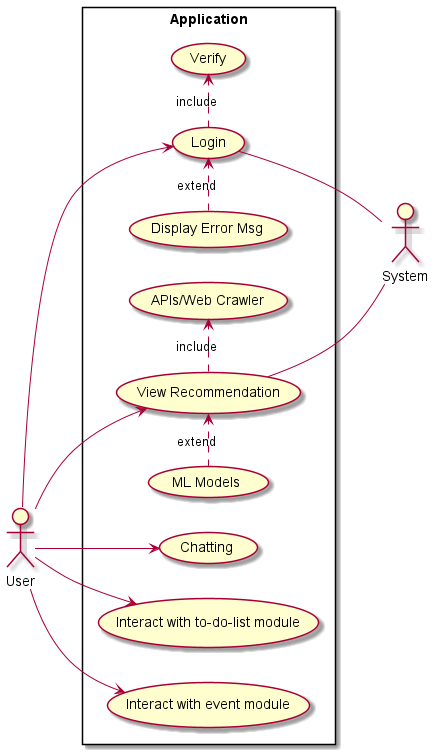 Application
Verify
include
Login
extend
Display Error Msg
System
APIs/Web Crawler
include
View Recommendation
extend
ML Models
Chatting
User
Interact with to-do-list module
Interact with event module